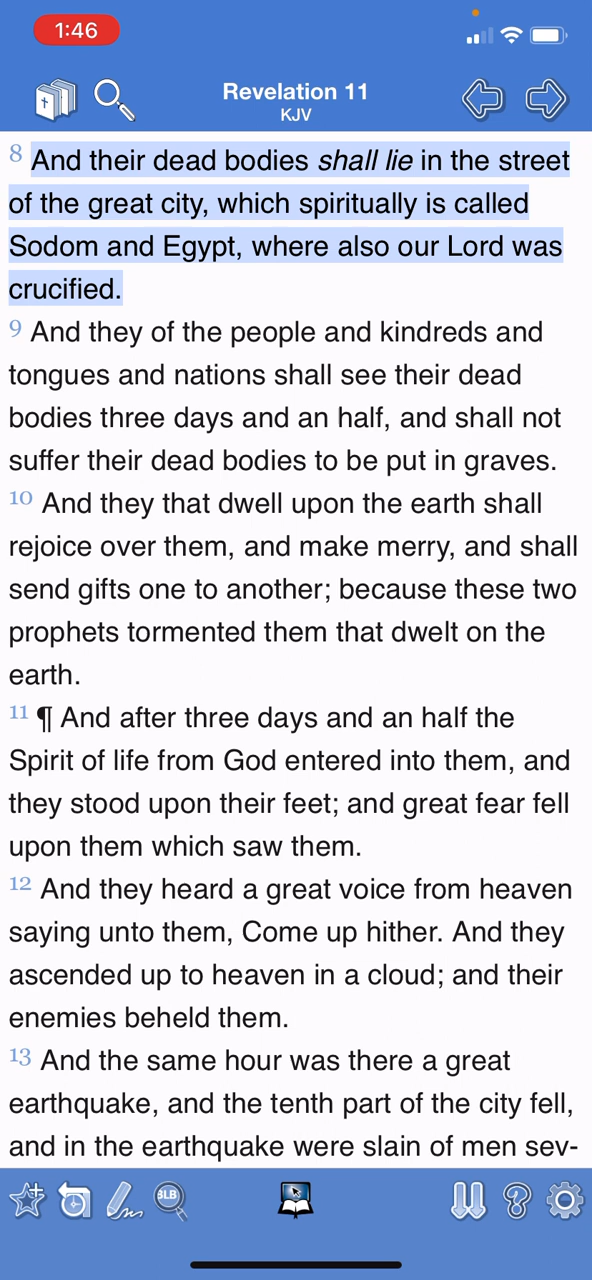 1:46
Revelation 11
KJV
8 And their dead bodies shall lie in the street
of the great city, which spiritually is called
Sodom and Egypt, where also our Lord was
crucified.
9 And they of the people and kindreds and
tongues and nations shall see their dead
bodies three days and an half, and shall not
suffer their dead bodies to be put in graves.
10 And they that dwell upon the earth shall
rejoice over them, and make merry, and shall
send gifts one to another; because these two
prophets tormented them that dwelt on the
earth.
11 ¶ And after three days and an half the
Spirit of life from God entered into them, and
they stood upon their feet; and great fear fell
upon them which saw them.
12 And they heard a great voice from heaven
saying unto them, Come up hither. And they
ascended up to heaven in a cloud; and their
enemies beheld them.
13 And the same hour was there a great
earthquake, and the tenth part of the city fell,
and in the earthquake were slain of men sev-
BLB